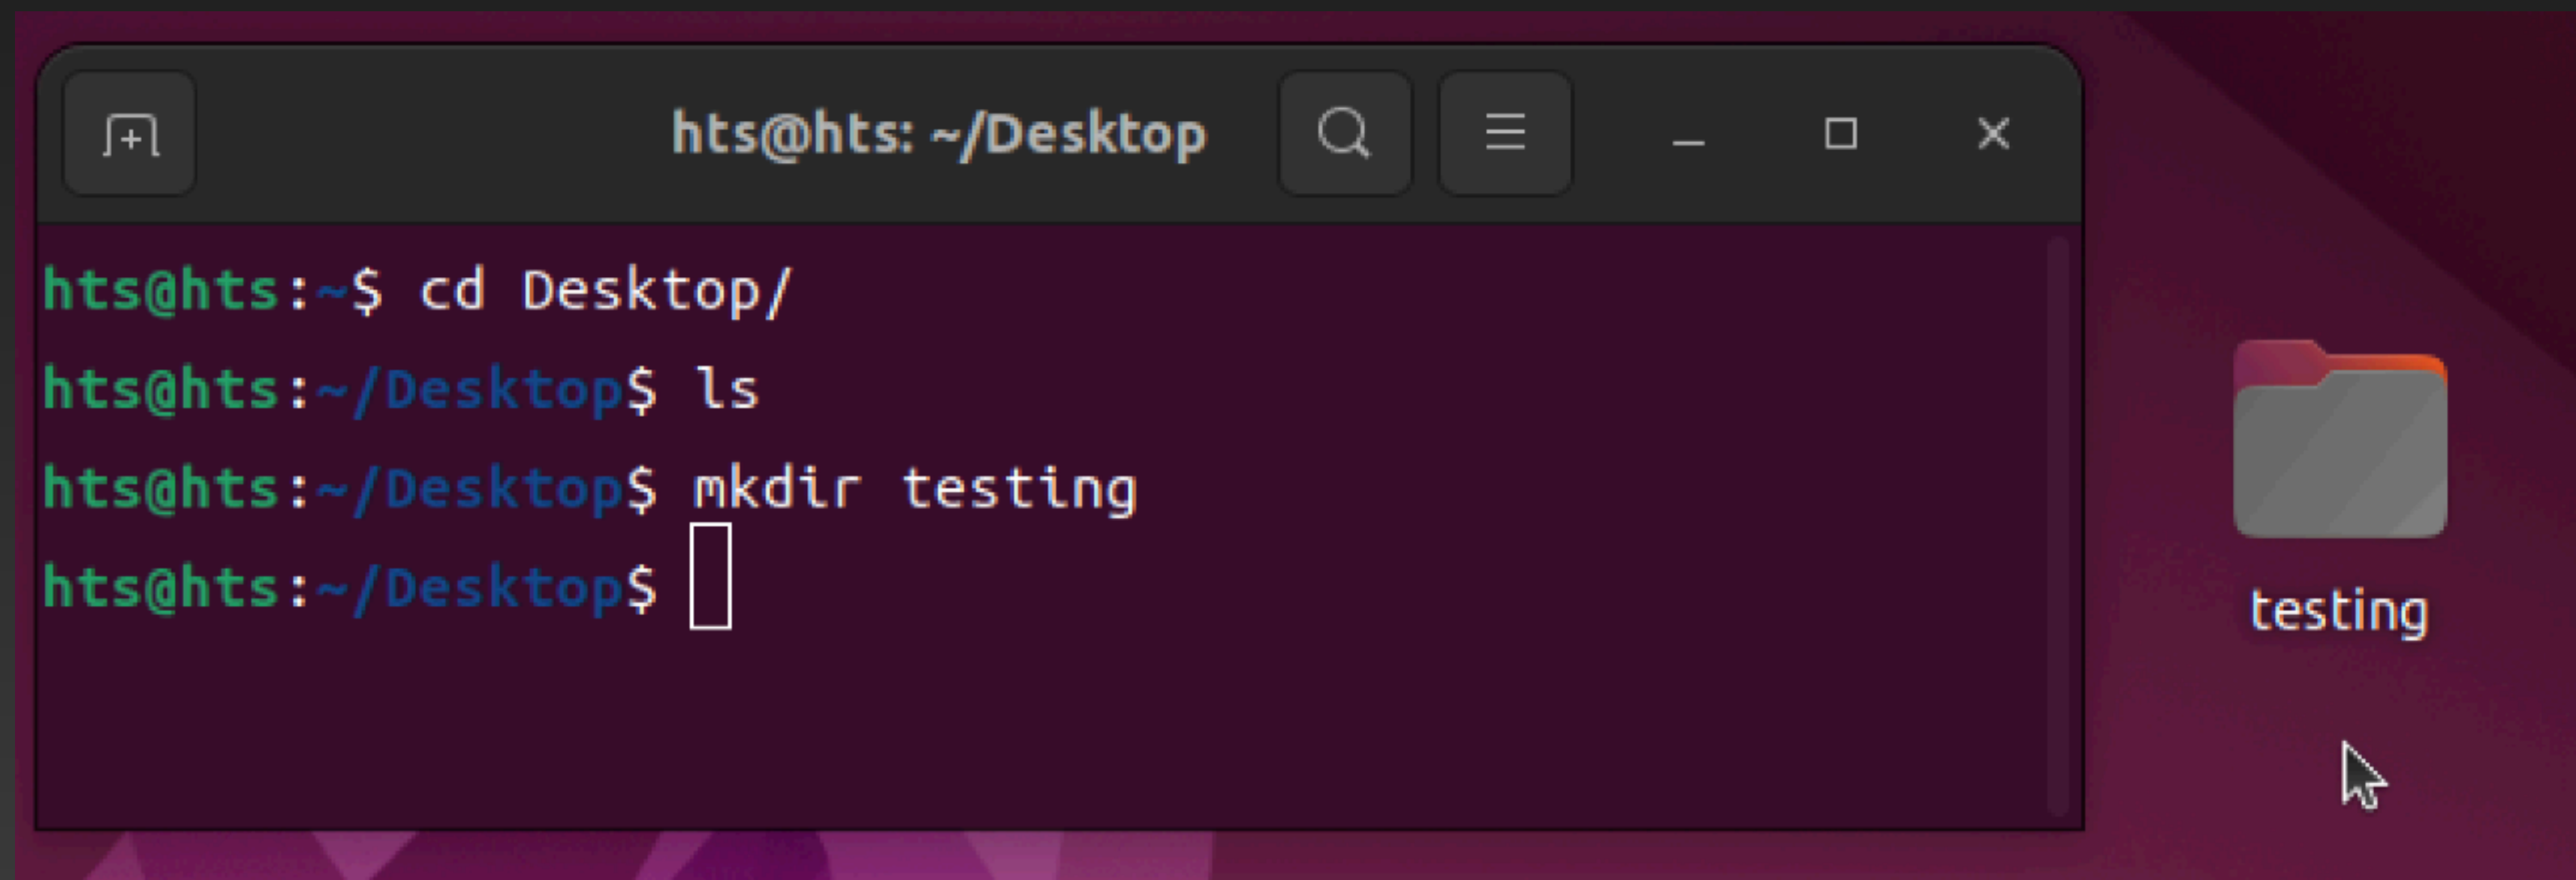 hts@hts: ~/Desktop
hts@hts:~$ cd Desktop/
hts@hts:~/Desktop$ ls
hts@hts:~/Desktop$ mkdir testing
hts@hts:~/Desktop$
testing